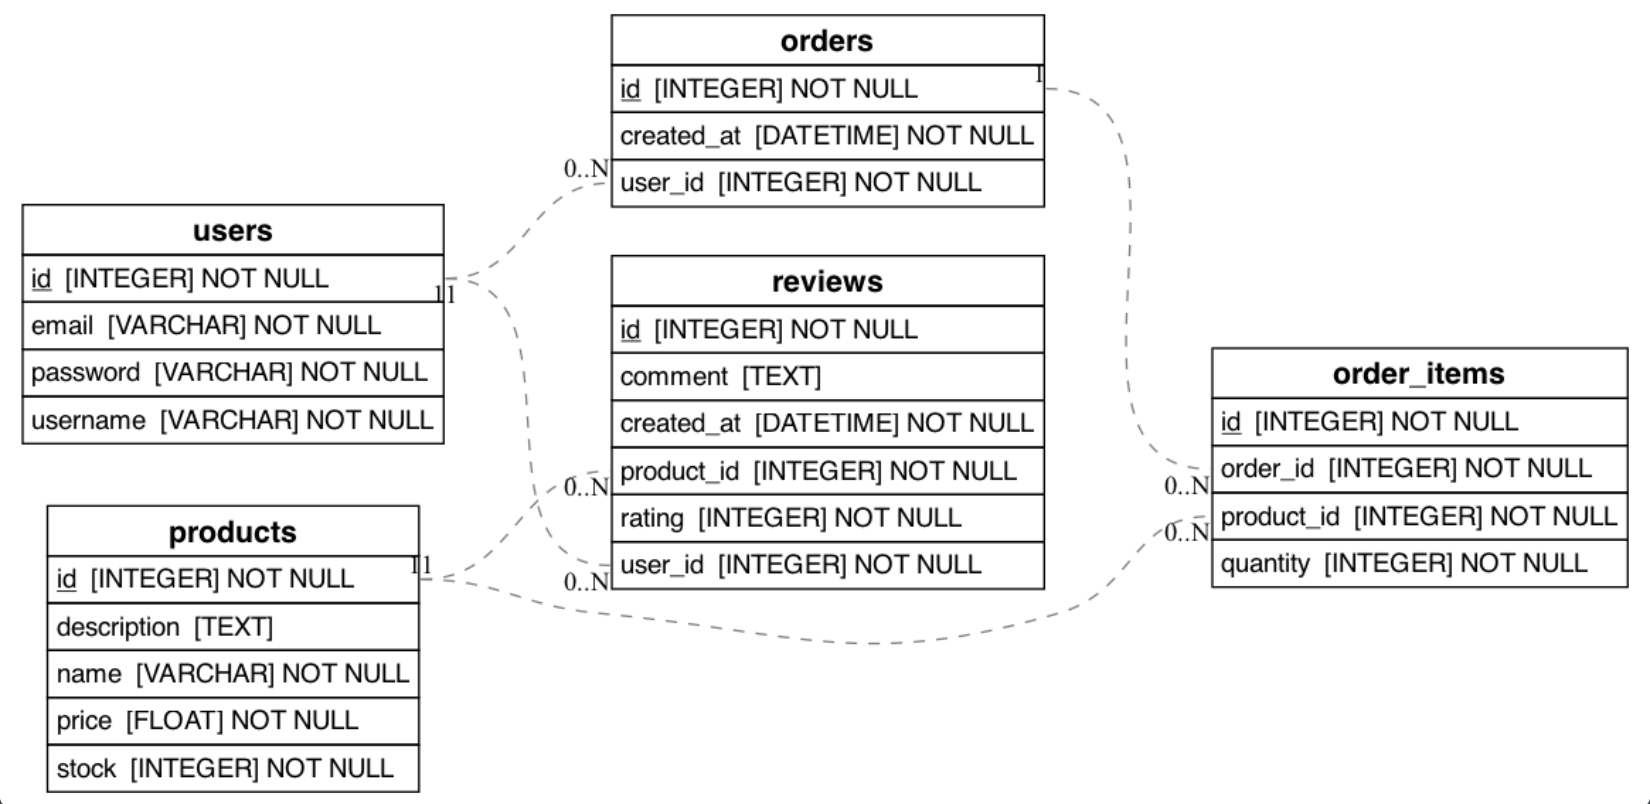 orders
id [INTEGER] NOT NULL
created_at [DATETIME] NOT NULL
user_id [INTEGER] NOT NULL
1
0..N
users
id [INTEGER] NOT NULL
email [VARCHAR] NOT NULL
password [VARCHAR] NOT NULL
username [VARCHAR] NOT NULL
11
reviews
id [INTEGER] NOT NULL
comment [TEXT]
created_at [DATETIME] NOT NULL
product_id [INTEGER] NOT NULL
rating [INTEGER] NOT NULL
user_id [INTEGER] NOT NULL
0..N
0..N
products
id [INTEGER] NOT NULL
description [TEXT]
name [VARCHAR] NOT NULL
price [FLOAT] NOT NULL
stock [INTEGER] NOT NULL
11
order_items
id [INTEGER] NOT NULL
order_id [INTEGER] NOT NULL
product_id [INTEGER] NOT NULL
quantity [INTEGER] NOT NULL
0..N
0..N